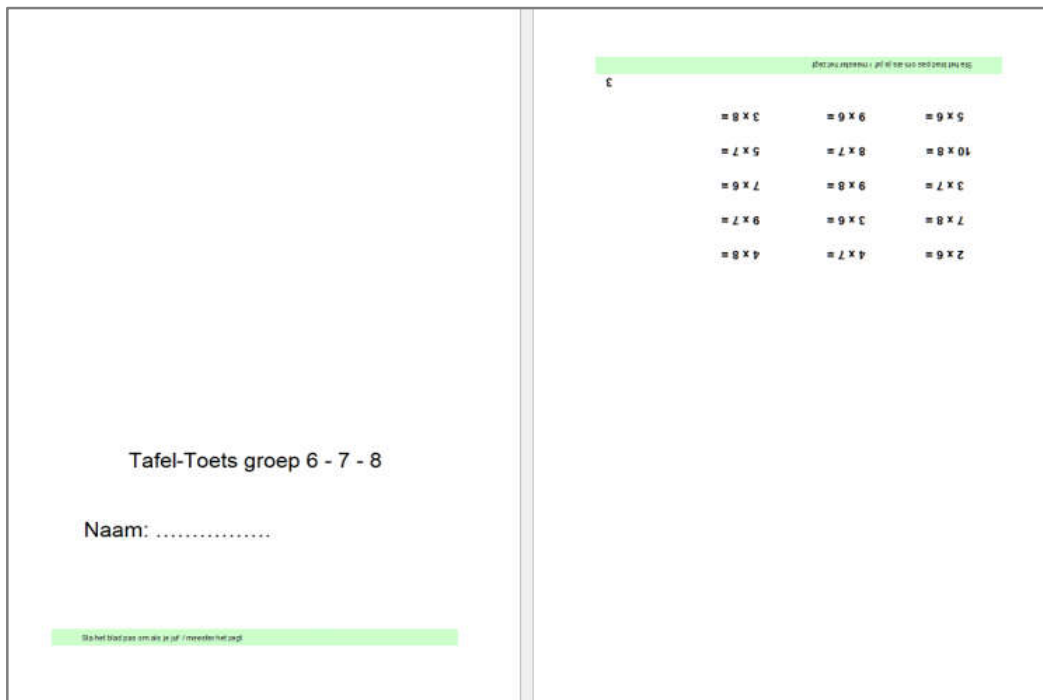 Tafel-Toets groep 6 - 7 - 8
Naam: ................
Sla het blad pas om als je juf / meester het zegt
2 x 6 = 4 x 7 = 4 x 8 =
7 x 8 = 3 x 6 = 9 x 7 =
3 x 7 = 9 x 8 = 7 x 6 =
10 x 8 = 8 x 7 = 5 x 7 =
5 x 6 = 9 x 6 = 3 x 8 =
3
Sla het blad pas om als je juf / meester het zegt